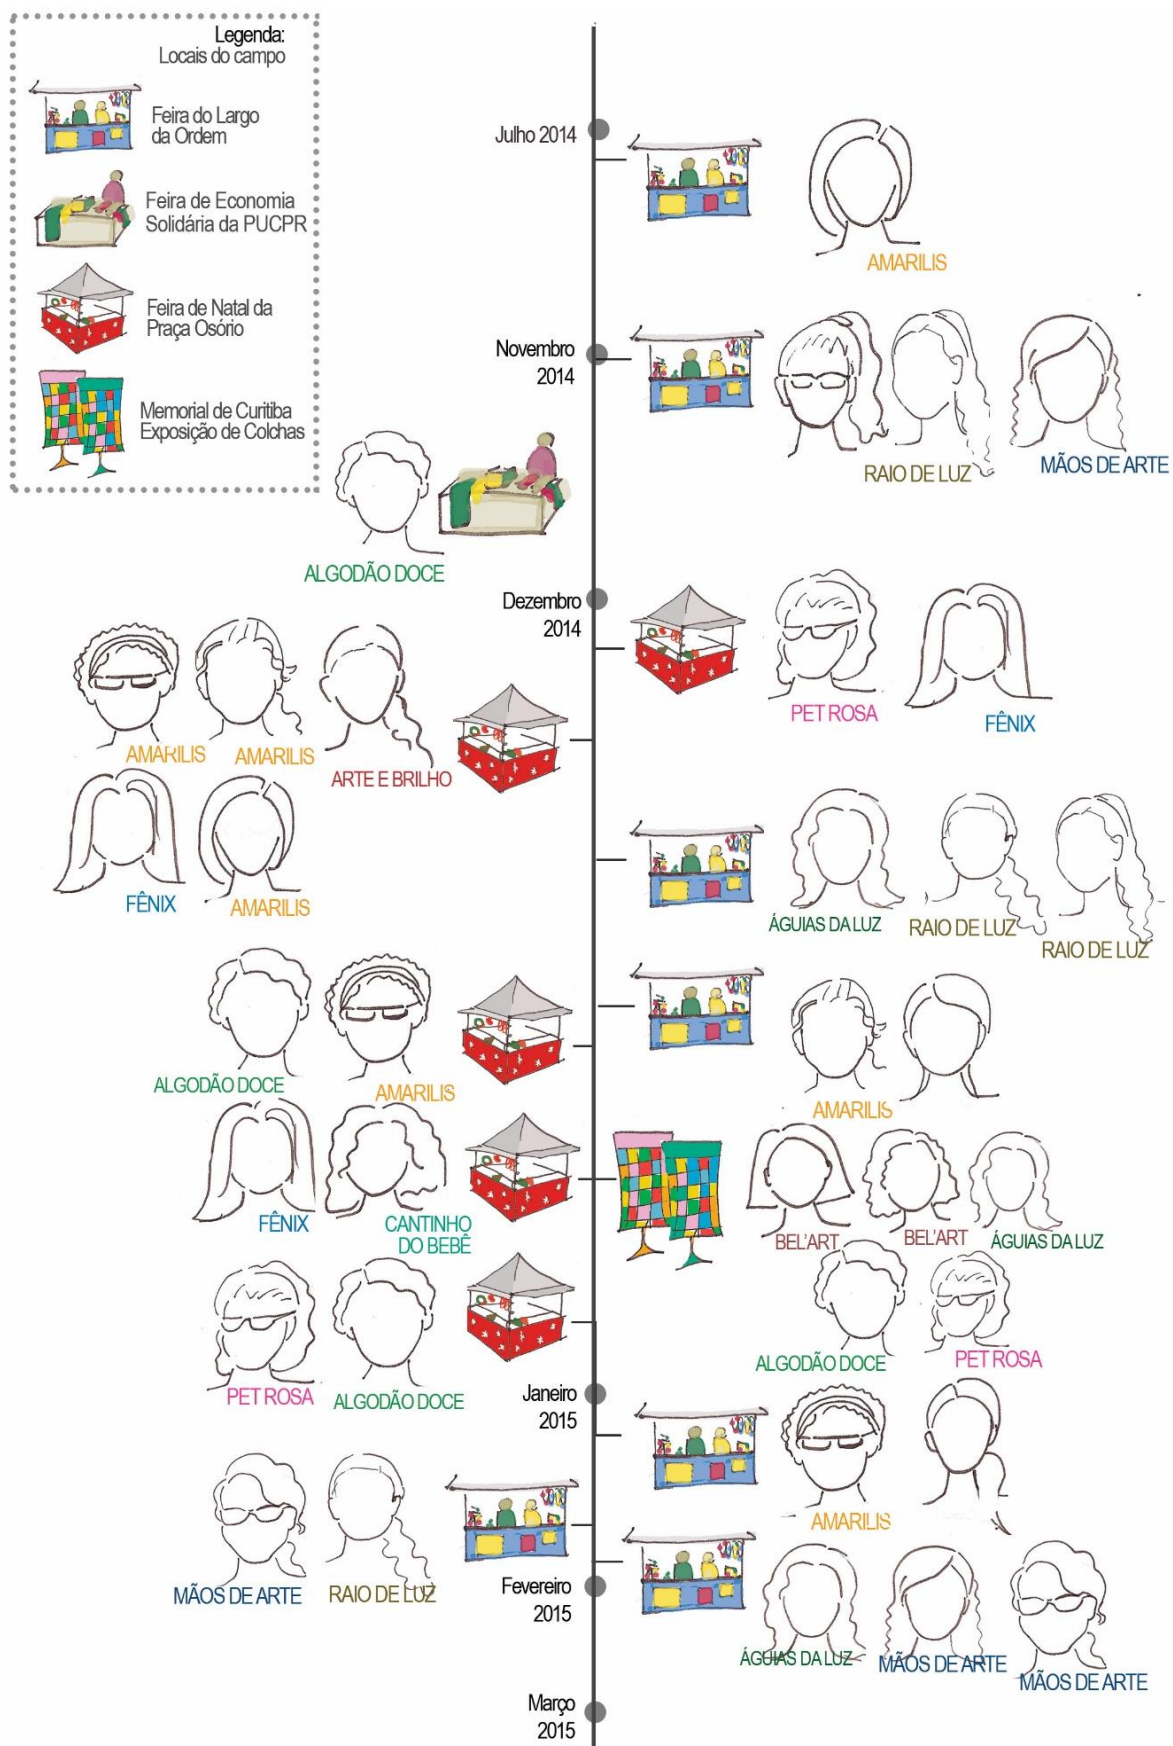 Legenda:
Locais do campo
Feira do Largo
da Ordem
Feira de Economia
Solidária da PUCPR
Feira de Natal da
Praça Osório
Memorial de Curitiba
Exposição de Colchas
Julho 2014
AMARILIS
Novembro
2014
RAIO DE LUZ
MÃOS DE ARTE
ALGODÃO DOCE
Dezembro
2014
PET ROSA
FÊNIX
AMARILIS
AMARILIS
ARTE E BRILHO
FÊNIX
AMARILIS
ÁGUIAS DA LUZ
RAIO DE LUZ
RAIO DE LUZ
ALGODÃO DOCE
AMARILIS
AMARILIS
FÊNIX
CANTINHO
DO BEBÊ
BEL'ART
BEL'ART
ÁGUIAS DA LUZ
ALGODÃO DOCE
PET ROSA
PET ROSA
ALGODÃO DOCE
Janeiro
2015
AMARILIS
MÃOS DE ARTE
RAIO DE LUZ
Fevereiro
2015
ÁGUIAS DA LUZ
MÃOS DE ARTE
MÃOS DE ARTE
Março
2015